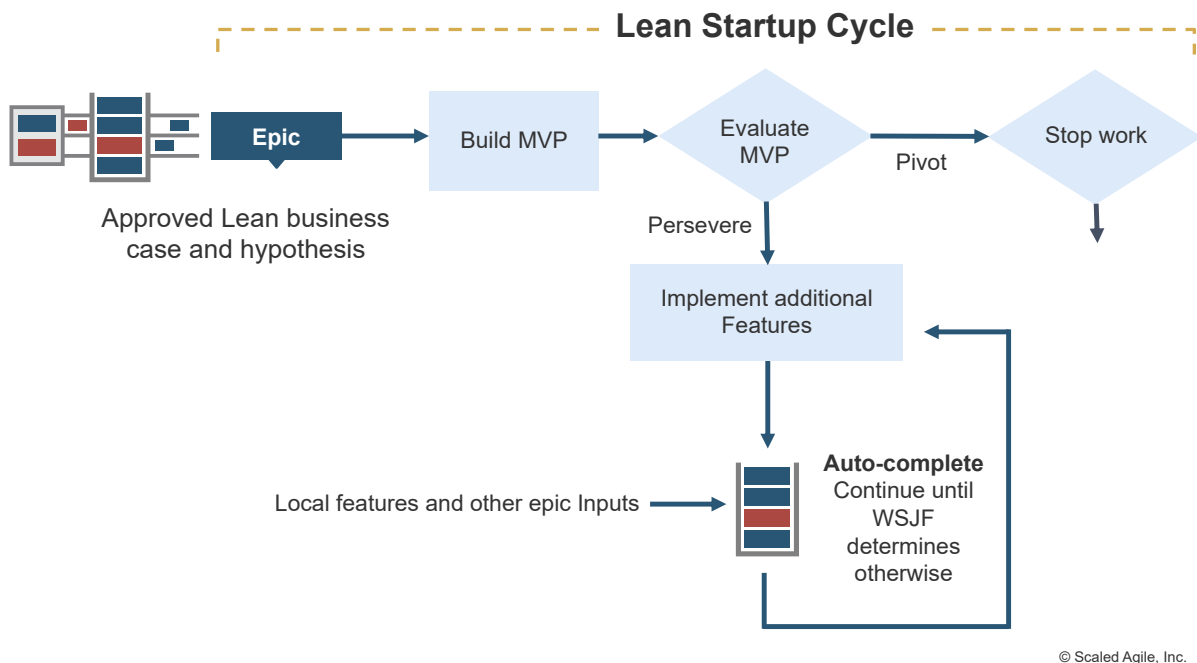 Lean Startup Cycle
Epic
Build MVP
Evaluate
MVP
Pivot
Stop work
Approved Lean business
case and hypothesis
Persevere
Implement additional
Features
Local features and other epic Inputs
Auto-complete
Continue until
WSJF
determines
otherwise
© Scaled Agile, Inc.